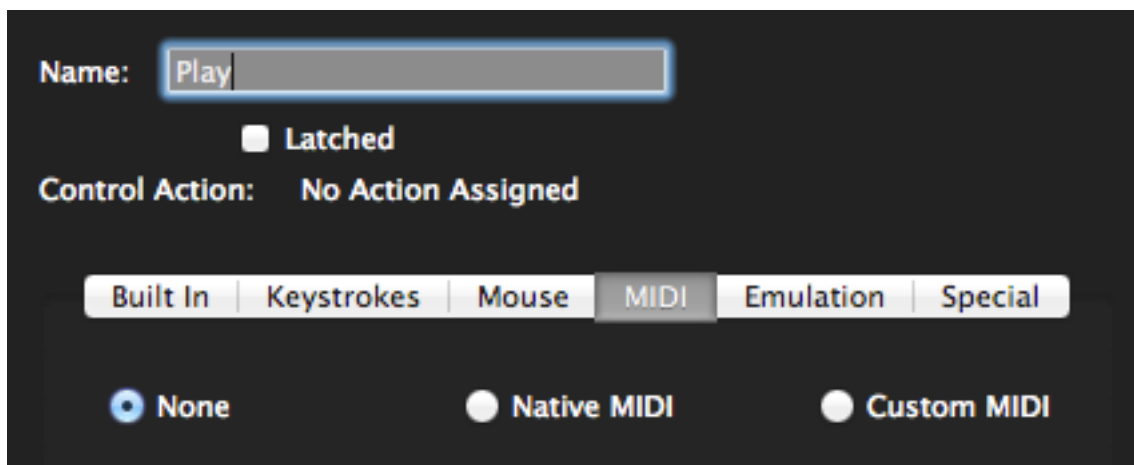 Name: Play
Latched
Control Action: No Action Assigned
Built In Keystrokes Mouse MIDI Emulation Special
None Native MIDI Custom MIDI